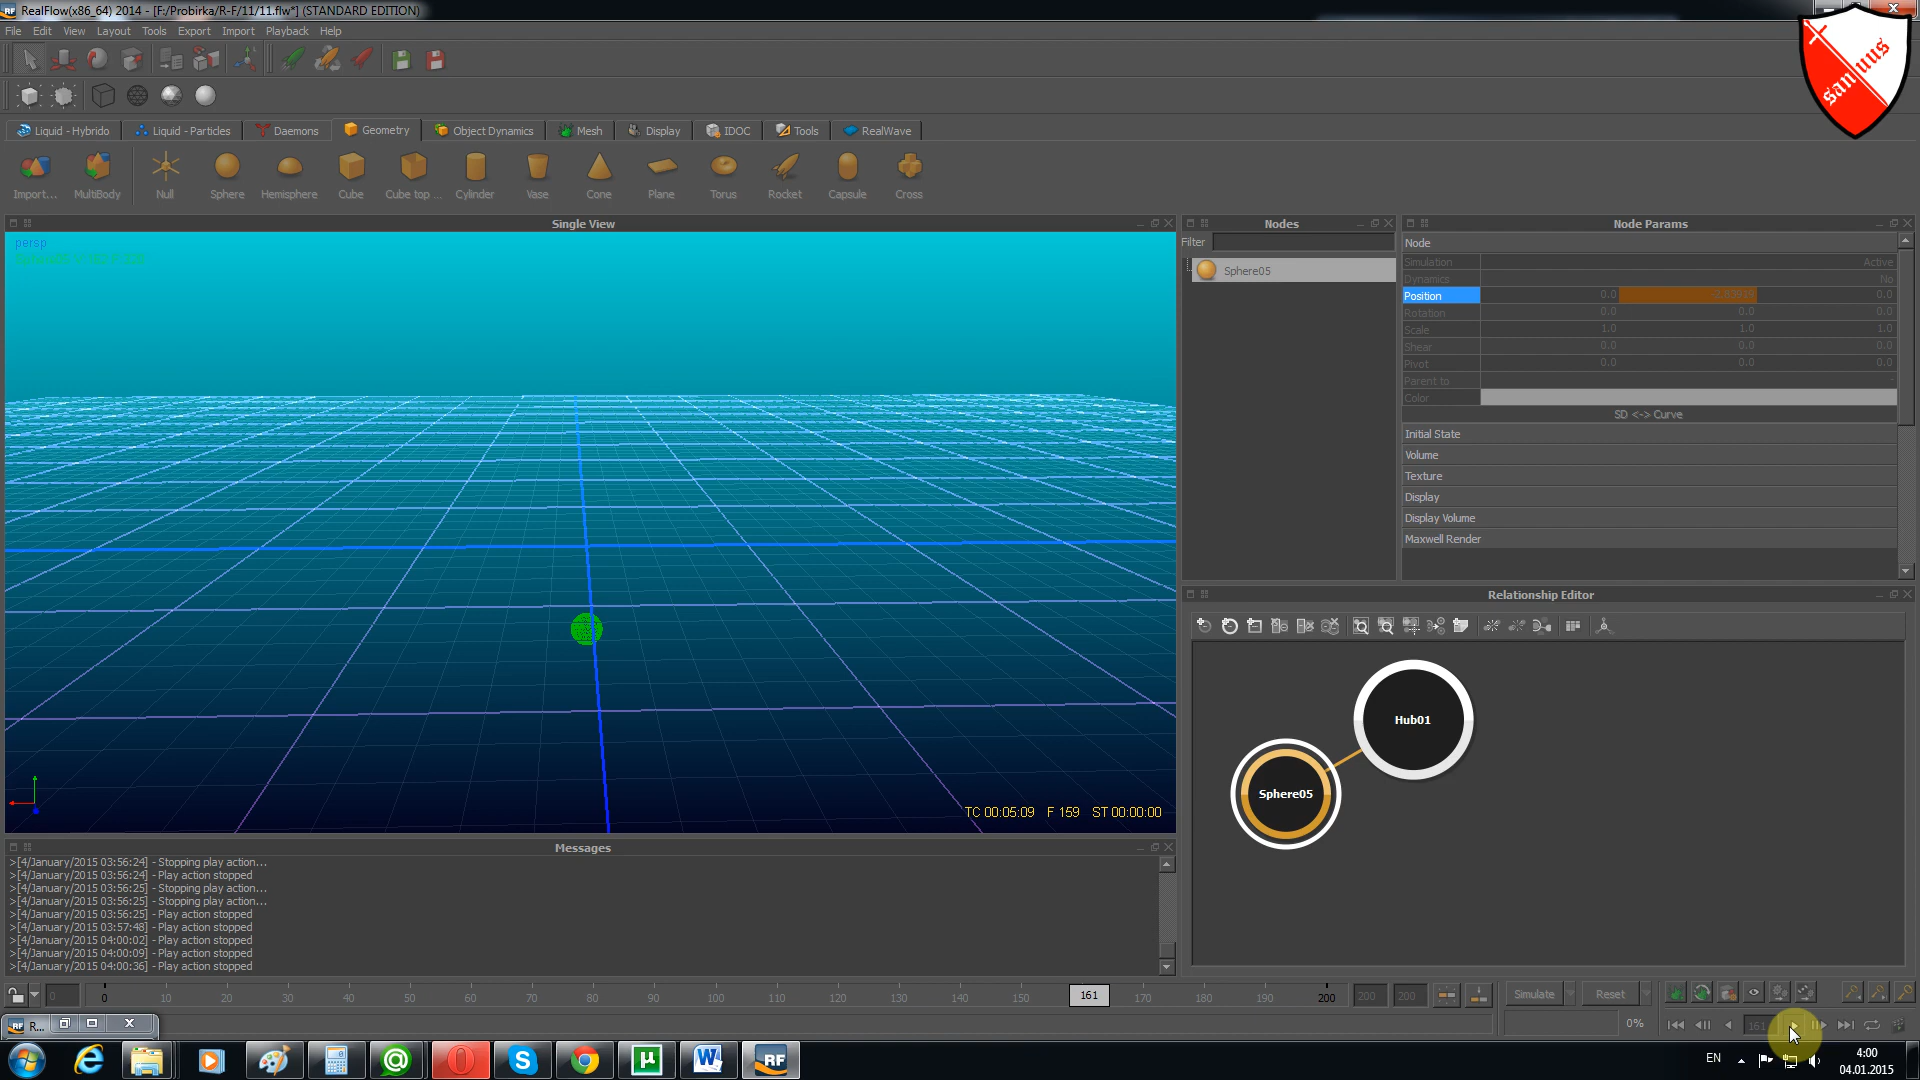 RealFlow(x86_64) 2014 - [F:/Probirka/R-F/11/11.flw*] (STANDARD EDITION)
File Edit View Layout Tools Export Import Playback Help
samuus
Liquid - Hybrido Liquid - Particles Daemons Geometry Object Dynamics Mesh Display IDOC Tools RealWave
Import... MultiBody Null Sphere Hemisphere Cube Cube top ... Cylinder Vase Cone Plane Torus Rocket Capsule Cross
Single View
persp
TC 00:05:09 F 159 ST 00:00:00
Nodes
Filter
Sphere05
Node Params
Node
Simulation Active
Dynamics No
Position 0.0 0.0
Rotation 0.0 0.0 0.0
Scale 1.0 1.0 1.0
Shear 0.0 0.0 0.0
Pivot 0.0 0.0 0.0
Parent to
Color
SD <-> Curve
Initial State
Volume
Texture
Display
Display Volume
Maxwell Render
Relationship Editor
Hub01
Sphere05
Messages
>[4/January/2015 03:56:24] - Stopping play action...
>[4/January/2015 03:56:24] - Play action stopped
>[4/January/2015 03:56:25] - Stopping play action...
>[4/January/2015 03:56:25] - Stopping play action...
>[4/January/2015 03:56:25] - Play action stopped
>[4/January/2015 03:57:48] - Play action stopped
>[4/January/2015 04:00:02] - Play action stopped
>[4/January/2015 04:00:09] - Play action stopped
>[4/January/2015 04:00:36] - Play action stopped
0 0 10 20 30 40 50 60 70 80 90 100 110 120 130 140 150 161 170 180 190 200 200 200
Simulate Reset
0% 161
RF R...
EN 4:00
04.01.2015